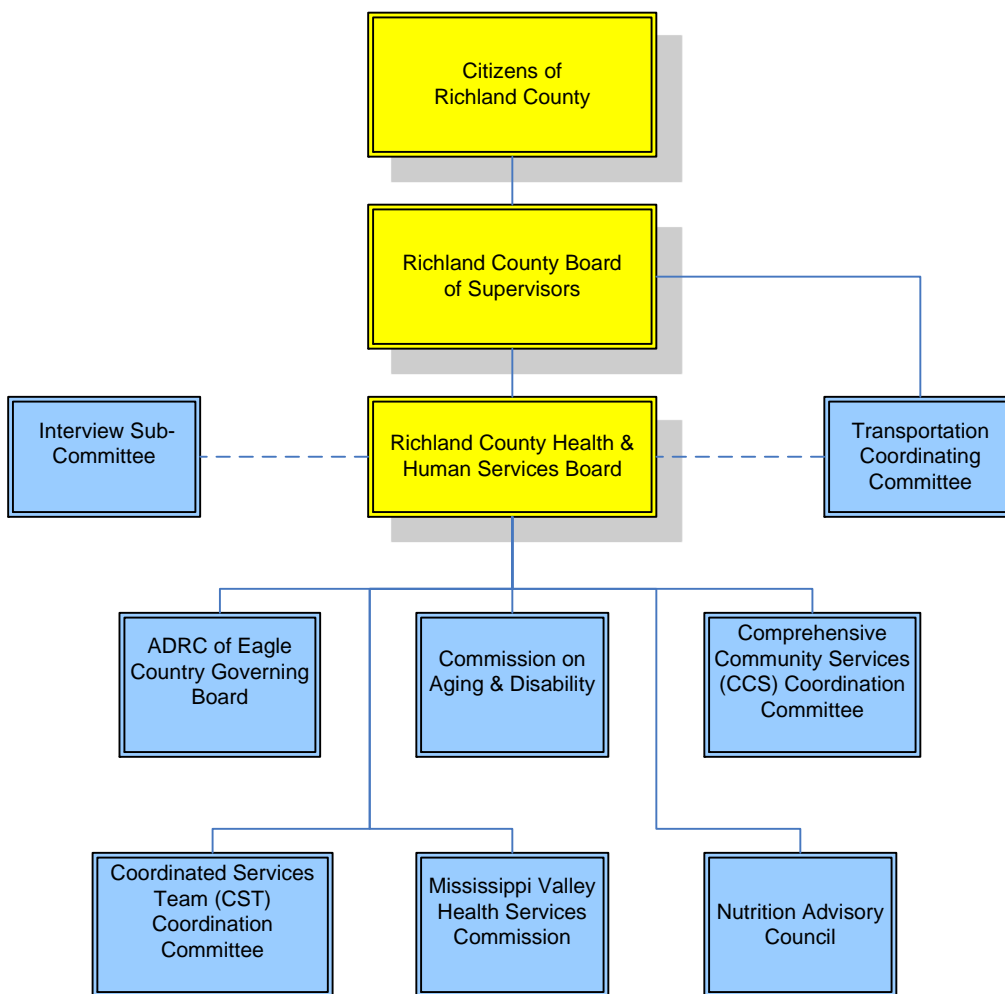 Citizens of
Richland County
Richland County Board
of Supervisors
Interview Sub-
Committee
Richland County Health &
Human Services Board
Transportation
Coordinating
Committee
ADRC of Eagle
Country Governing
Board
Commission on
Aging & Disability
Comprehensive
Community Services
(CCS) Coordination
Committee
Coordinated Services
Team (CST)
Coordination
Committee
Mississippi Valley
Health Services
Commission
Nutrition Advisory
Council